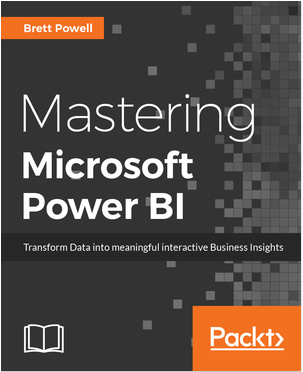 Brett Powell
Mastering
Microsoft
Power BI
Transform Data into meaningful interactive Business Insights
Packt>